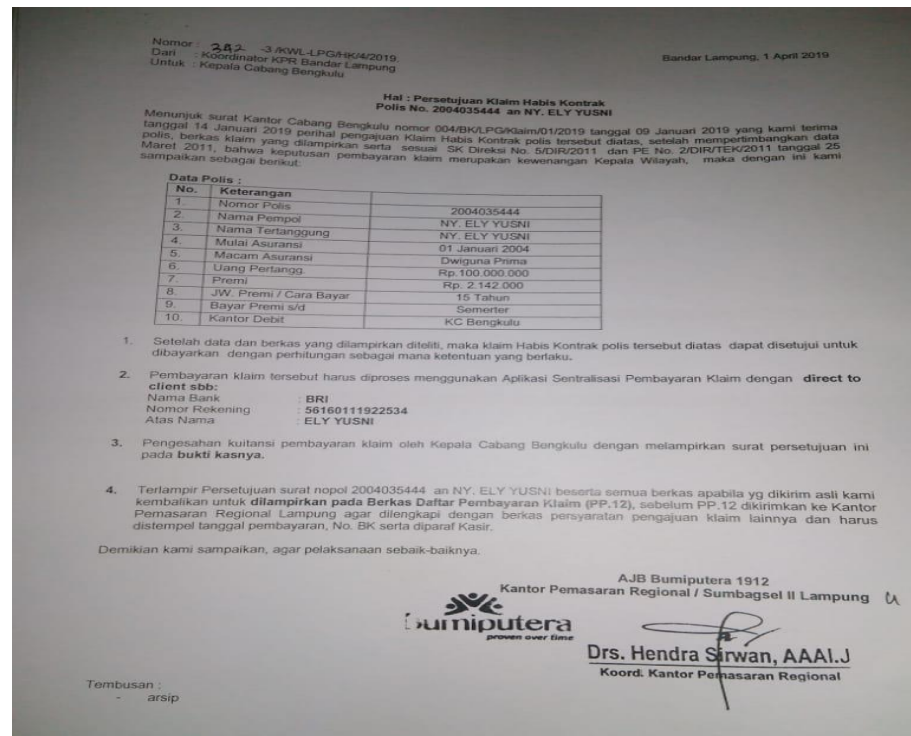 Nomor : 342 -3 /KWL-LPG/HK/4/2019.
Bandar Lampung, 1 April 2019
Dari : Koordinator KPR Bandar Lampung
Untuk : Kepala Cabang Bengkulu
Hal : Persetujuan Klaim Habis Kontrak
Polis No. 2004035444 an NY. ELY YUSNI
Menunjuk surat Kantor Cabang Bengkulu nomor 004/BK/LPG/Klaim/01/2019 tanggal 09 Januari 2019 yang kami terima
tanggal 14 Januari 2019 perihal pengajuan Klaim Habis Kontrak polis tersebut diatas, setelah mempertimbangkan data
polis, berkas klaim yang dilampirkan serta sesuai SK Direksi No. 5/DIR/2011 dan PE No. 2/DIR/TEK/2011 tanggal 25
Maret 2011, bahwa keputusan pembayaran klaim merupakan kewenangan Kepala Wilayah, maka dengan ini kami
sampaikan sebagai berikut:
Data Polis :
No. Keterangan
1. Nomor Polis 2004035444
2. Nama Pempol NY. ELY YUSNI
3. Nama Tertanggung NY. ELY YUSNI
4. Mulai Asuransi 01 Januari 2004
5. Macam Asuransi Dwiguna Prima
6. Uang Pertangg. Rp.100.000.000
7. Premi Rp. 2.142.000
8. JW. Premi / Cara Bayar 15 Tahun
9. Bayar Premi s/d Semerter
10. Kantor Debit KC Bengkulu
1. Setelah data dan berkas yang dilampirkan diteliti, maka klaim Habis Kontrak polis tersebut diatas dapat disetujui untuk
dibayarkan dengan perhitungan sebagai mana ketentuan yang berlaku.
2. Pembayaran klaim tersebut harus diproses menggunakan Aplikasi Sentralisasi Pembayaran Klaim dengan direct to
client sbb:
Nama Bank : BRI
Nomor Rekening : 56160111922534
Atas Nama : ELY YUSNI
3. Pengesahan kuitansi pembayaran klaim oleh Kepala Cabang Bengkulu dengan melampirkan surat persetujuan ini
pada bukti kasnya.
4. Terlampir Persetujuan surat nopol 2004035444 an NY. ELY YUSNI beserta semua berkas apabila yg dikirim asli kami
kembalikan untuk dilampirkan pada Berkas Daftar Pembayaran Klaim (PP.12), sebelum PP.12 dikirimkan ke Kantor
Pemasaran Regional Lampung agar dilengkapi dengan berkas persyaratan pengajuan klaim lainnya dan harus
distempel tanggal pembayaran, No. BK serta diparaf Kasir.
Demikian kami sampaikan, agar pelaksanaan sebaik-baiknya.
AJB Bumiputera 1912
Kantor Pemasaran Regional / Sumbagsel II Lampung
bumiputera
proven over time
Drs. Hendra Sirwan, AAAI.J
Koord. Kantor Pemasaran Regional
Tembusan :
- arsip